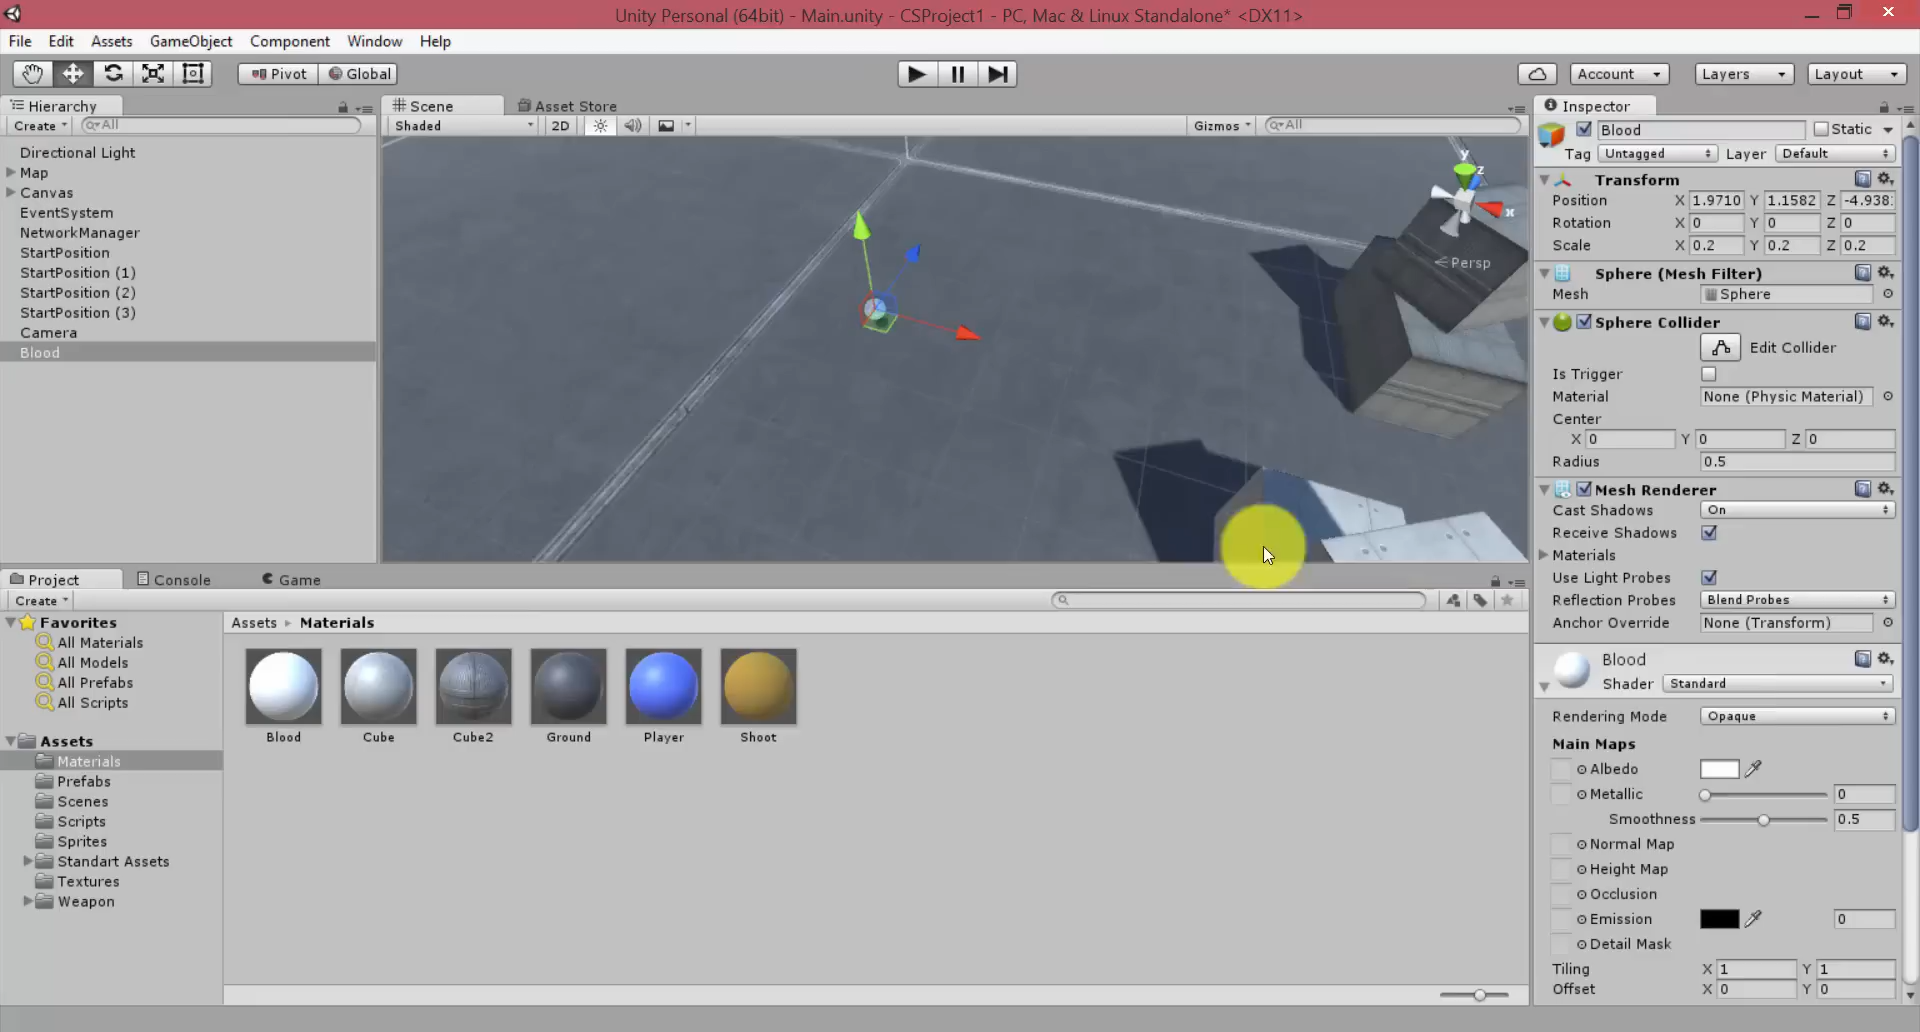 Unity Personal (64bit) - Main.unity - CSProject1 - PC, Mac & Linux Standalone* <DX11>
File Edit Assets GameObject Component Window Help
Pivot Global Account Layers Layout
Hierarchy
Create All
Directional Light
Map
Canvas
EventSystem
NetworkManager
StartPosition
StartPosition (1)
StartPosition (2)
StartPosition (3)
Camera
Blood
Scene Asset Store
Shaded 2D Gizmos All
y
z
x
Persp
Inspector
Blood Static
Tag Untagged Layer Default
Transform
Position X 1.9710 Y 1.1582 Z -4.938
Rotation X 0 Y 0 Z 0
Scale X 0.2 Y 0.2 Z 0.2
Sphere (Mesh Filter)
Mesh Sphere
Sphere Collider
Edit Collider
Is Trigger
Material None (Physic Material)
Center
X 0 Y 0 Z 0
Radius 0.5
Mesh Renderer
Cast Shadows On
Receive Shadows
Materials
Use Light Probes
Reflection Probes Blend Probes
Anchor Override None (Transform)
Blood
Shader Standard
Rendering Mode Opaque
Main Maps
Albedo
Metallic 0
Smoothness 0.5
Normal Map
Height Map
Occlusion
Emission 0
Detail Mask
Tiling X 1 Y 1
Offset X 0 Y 0
Project Console Game
Create
Favorites
All Materials
All Models
All Prefabs
All Scripts
Assets
Materials
Prefabs
Scenes
Scripts
Sprites
Standart Assets
Textures
Weapon
Assets Materials
Blood Cube Cube2 Ground Player Shoot